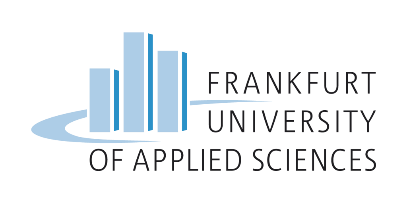 FRANKFURT
UNIVERSITY
OF APPLIED SCIENCES